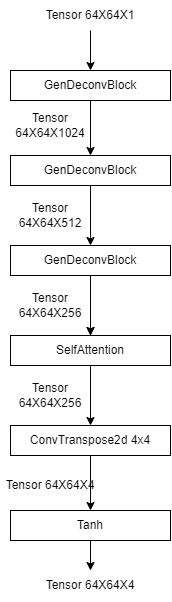 Tensor 64X64X1
GenDeconvBlock
Tensor
64X64X1024
GenDeconvBlock
Tensor
64X64X512
GenDeconvBlock
Tensor
64X64X256
SelfAttention
Tensor
64X64X256
ConvTranspose2d 4x4
Tensor 64X64X4
Tanh
Tensor 64X64X4